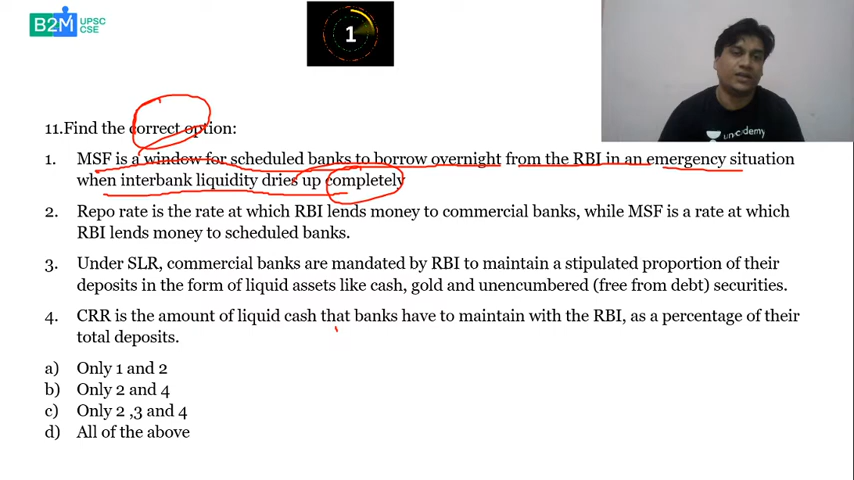 B2M UPSC
CSE
1
unacademy
11.Find the correct option:
1. MSF is a window for scheduled banks to borrow overnight from the RBI in an emergency situation
when interbank liquidity dries up completely
2. Repo rate is the rate at which RBI lends money to commercial banks, while MSF is a rate at which
RBI lends money to scheduled banks.
3. Under SLR, commercial banks are mandated by RBI to maintain a stipulated proportion of their
deposits in the form of liquid assets like cash, gold and unencumbered (free from debt) securities.
4. CRR is the amount of liquid cash that banks have to maintain with the RBI, as a percentage of their
total deposits.
a) Only 1 and 2
b) Only 2 and 4
c) Only 2 ,3 and 4
d) All of the above